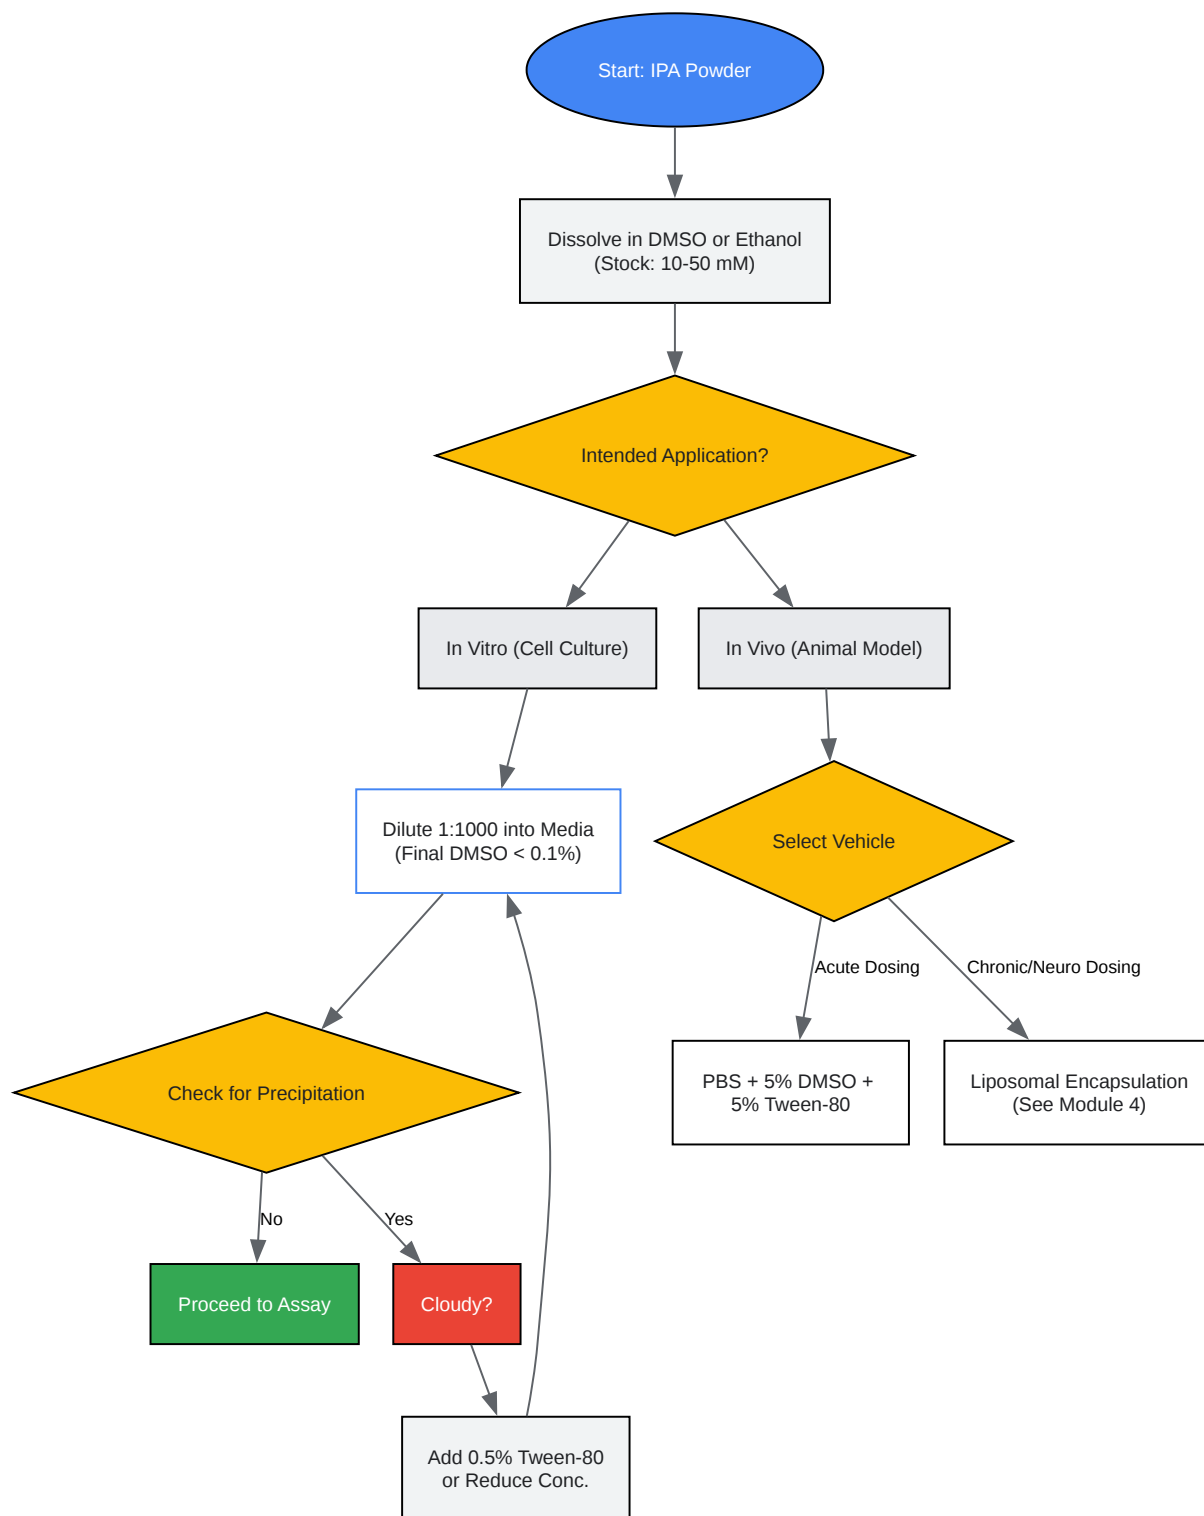 Start: IPA Powder
Dissolve in DMSO or Ethanol
(Stock: 10-50 mM)
Intended Application?
In Vitro (Cell Culture)
In Vivo (Animal Model)
Dilute 1:1000 into Media
(Final DMSO < 0.1%)
Select Vehicle
Acute Dosing
Chronic/Neuro Dosing
Check for Precipitation
PBS + 5% DMSO +
5% Tween-80
Liposomal Encapsulation
(See Module 4)
No
Yes
Proceed to Assay
Cloudy?
Add 0.5% Tween-80
or Reduce Conc.